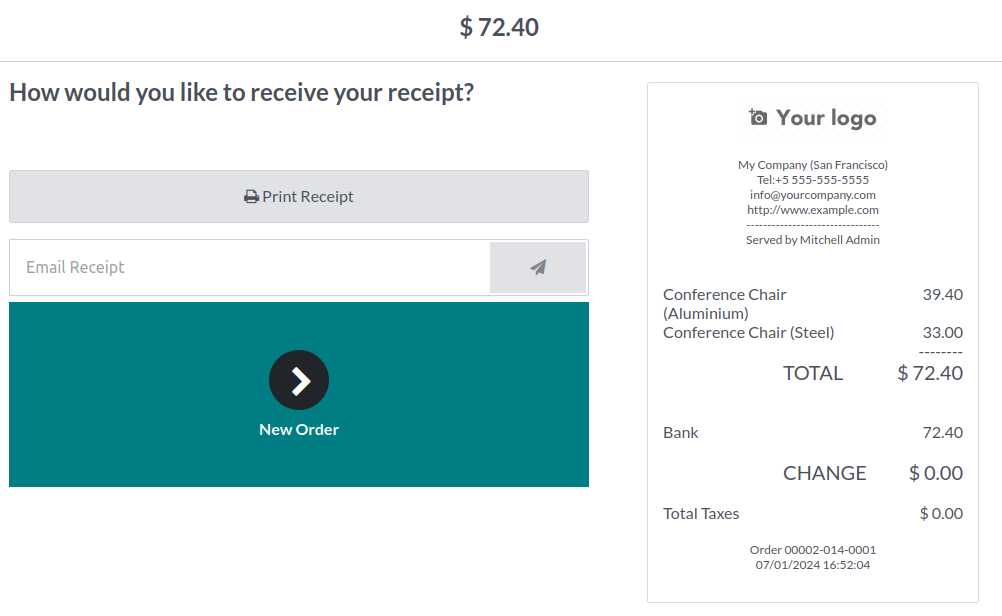 $ 72.40
How would you like to receive your receipt?
Print Receipt
Email Receipt
New Order
Your logo
My Company (San Francisco)
Tel:+5 555-555-5555
info@yourcompany.com
http://www.example.com
--------------------------------
Served by Mitchell Admin
Conference Chair 39.40
(Aluminium)
Conference Chair (Steel) 33.00
--------
TOTAL $ 72.40
Bank 72.40
CHANGE $ 0.00
Total Taxes $ 0.00
Order 00002-014-0001
07/01/2024 16:52:04